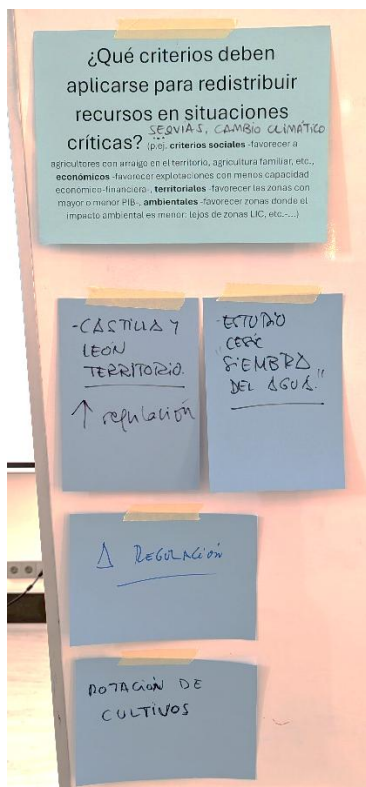 ¿Qué criterios deben
aplicarse para redistribuir
recursos en situaciones
críticas? SEQUIAS, CAMBIO CLIMÁTICO
(p.ej. criterios sociales -favorecer a
agricultores con arraigo en el territorio, agricultura familiar, etc.,
económicos -favorecer explotaciones con menos capacidad
económico-financiera-, territoriales -favorecer las zonas con
mayor o menor PIB-, ambientales -favorecer zonas donde el
impacto ambiental es menor: lejos de zonas LIC, etc.-...)
-CASTILLA Y
LEÓN
TERRITORIO.
↑ regulación
-ESTUDIO
"SIEMBRA
DEL AGUA."
Δ REGULACIÓN
ROTACIÓN DE
CULTIVOS